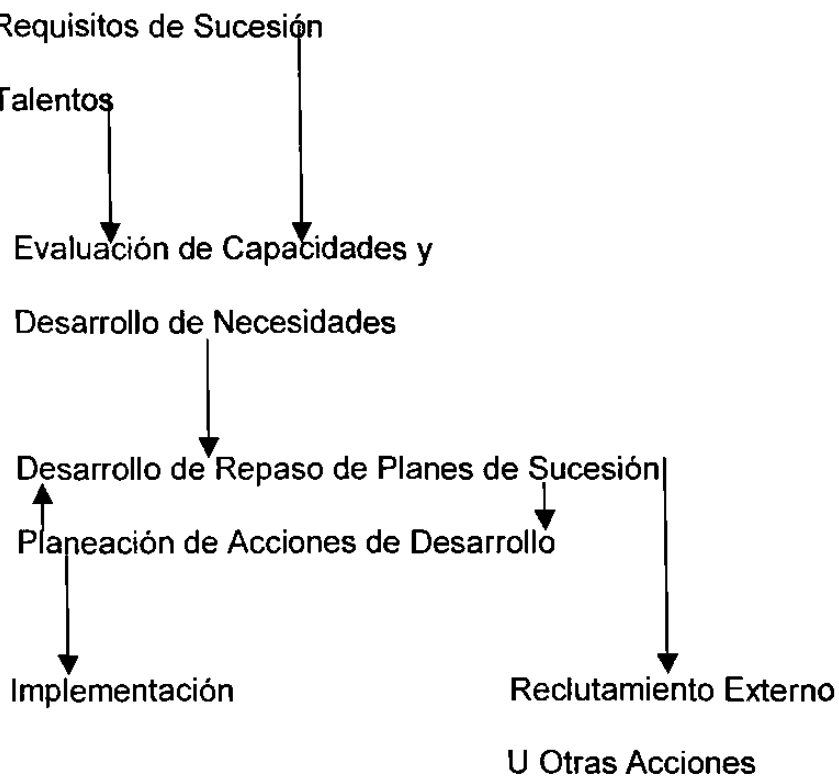 Requisitos de Sucesión
Talentos
Evaluación de Capacidades y
Desarrollo de Necesidades
Desarrollo de Repaso de Planes de Sucesión
Planeación de Acciones de Desarrollo
Implementación
Reclutamiento Externo
U Otras Acciones